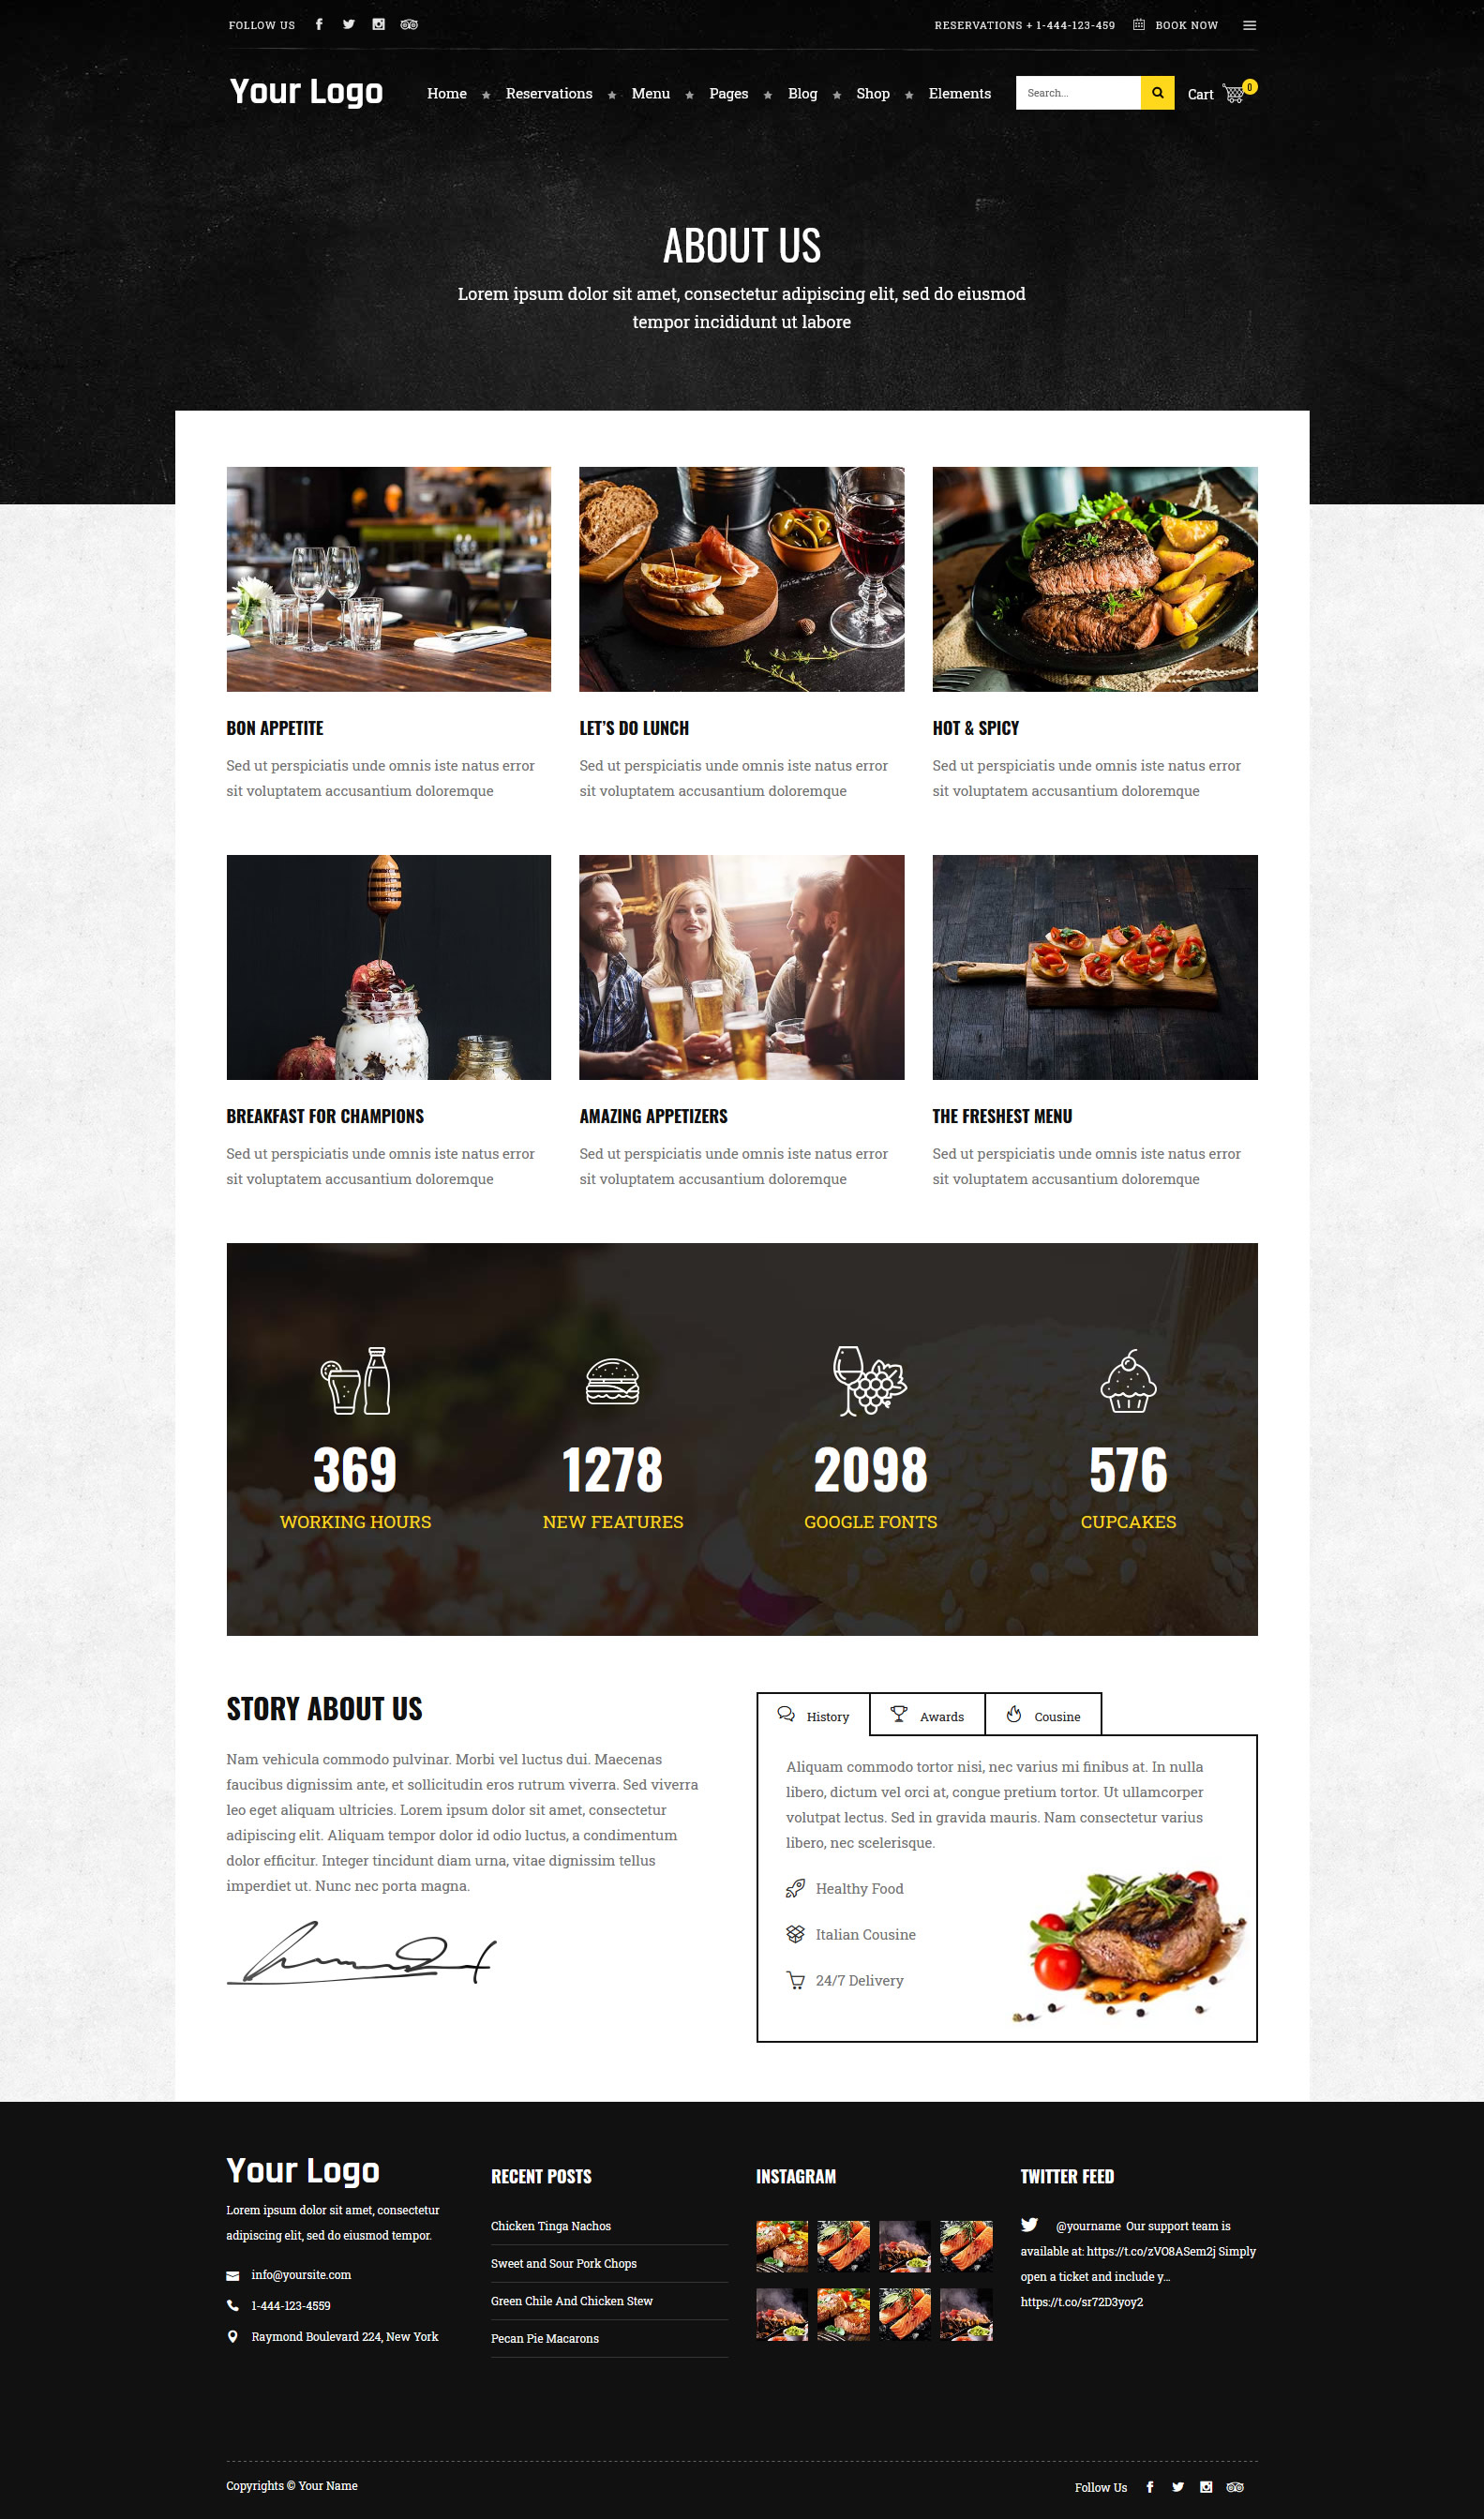 FOLLOW US
RESERVATIONS + 1-444-123-459
BOOK NOW
Your Logo
Home
Reservations
Menu
Pages
Blog
Shop
Elements
Search...
Cart
0
ABOUT US
Lorem ipsum dolor sit amet, consectetur adipiscing elit, sed do eiusmod
tempor incididunt ut labore
BON APPETITE
Sed ut perspiciatis unde omnis iste natus error
sit voluptatem accusantium doloremque
LET'S DO LUNCH
Sed ut perspiciatis unde omnis iste natus error
sit voluptatem accusantium doloremque
HOT & SPICY
Sed ut perspiciatis unde omnis iste natus error
sit voluptatem accusantium doloremque
BREAKFAST FOR CHAMPIONS
Sed ut perspiciatis unde omnis iste natus error
sit voluptatem accusantium doloremque
AMAZING APPETIZERS
Sed ut perspiciatis unde omnis iste natus error
sit voluptatem accusantium doloremque
THE FRESHEST MENU
Sed ut perspiciatis unde omnis iste natus error
sit voluptatem accusantium doloremque
369
WORKING HOURS
1278
NEW FEATURES
2098
GOOGLE FONTS
576
CUPCAKES
STORY ABOUT US
Nam vehicula commodo pulvinar. Morbi vel luctus dui. Maecenas
faucibus dignissim ante, et sollicitudin eros rutrum viverra. Sed viverra
leo eget aliquam ultricies. Lorem ipsum dolor sit amet, consectetur
adipiscing elit. Aliquam tempor dolor id odio luctus, a condimentum
dolor efficitur. Integer tincidunt diam urna, vitae dignissim tellus
imperdiet ut. Nunc nec porta magna.
History
Awards
Cousine
Aliquam commodo tortor nisi, nec varius mi finibus at. In nulla
libero, dictum vel orci at, congue pretium tortor. Ut ullamcorper
volutpat lectus. Sed in gravida mauris. Nam consectetur varius
libero, nec scelerisque.
Healthy Food
Italian Cousine
24/7 Delivery
Your Logo
Lorem ipsum dolor sit amet, consectetur
adipiscing elit, sed do eiusmod tempor.
info@yoursite.com
1-444-123-4559
Raymond Boulevard 224, New York
RECENT POSTS
Chicken Tinga Nachos
Sweet and Sour Pork Chops
Green Chile And Chicken Stew
Pecan Pie Macarons
INSTAGRAM
TWITTER FEED
@yourname Our support team is
available at: https://t.co/zVO8ASem2j Simply
open a ticket and include y...
https://t.co/sr72D3yoy2
Copyrights © Your Name
Follow Us